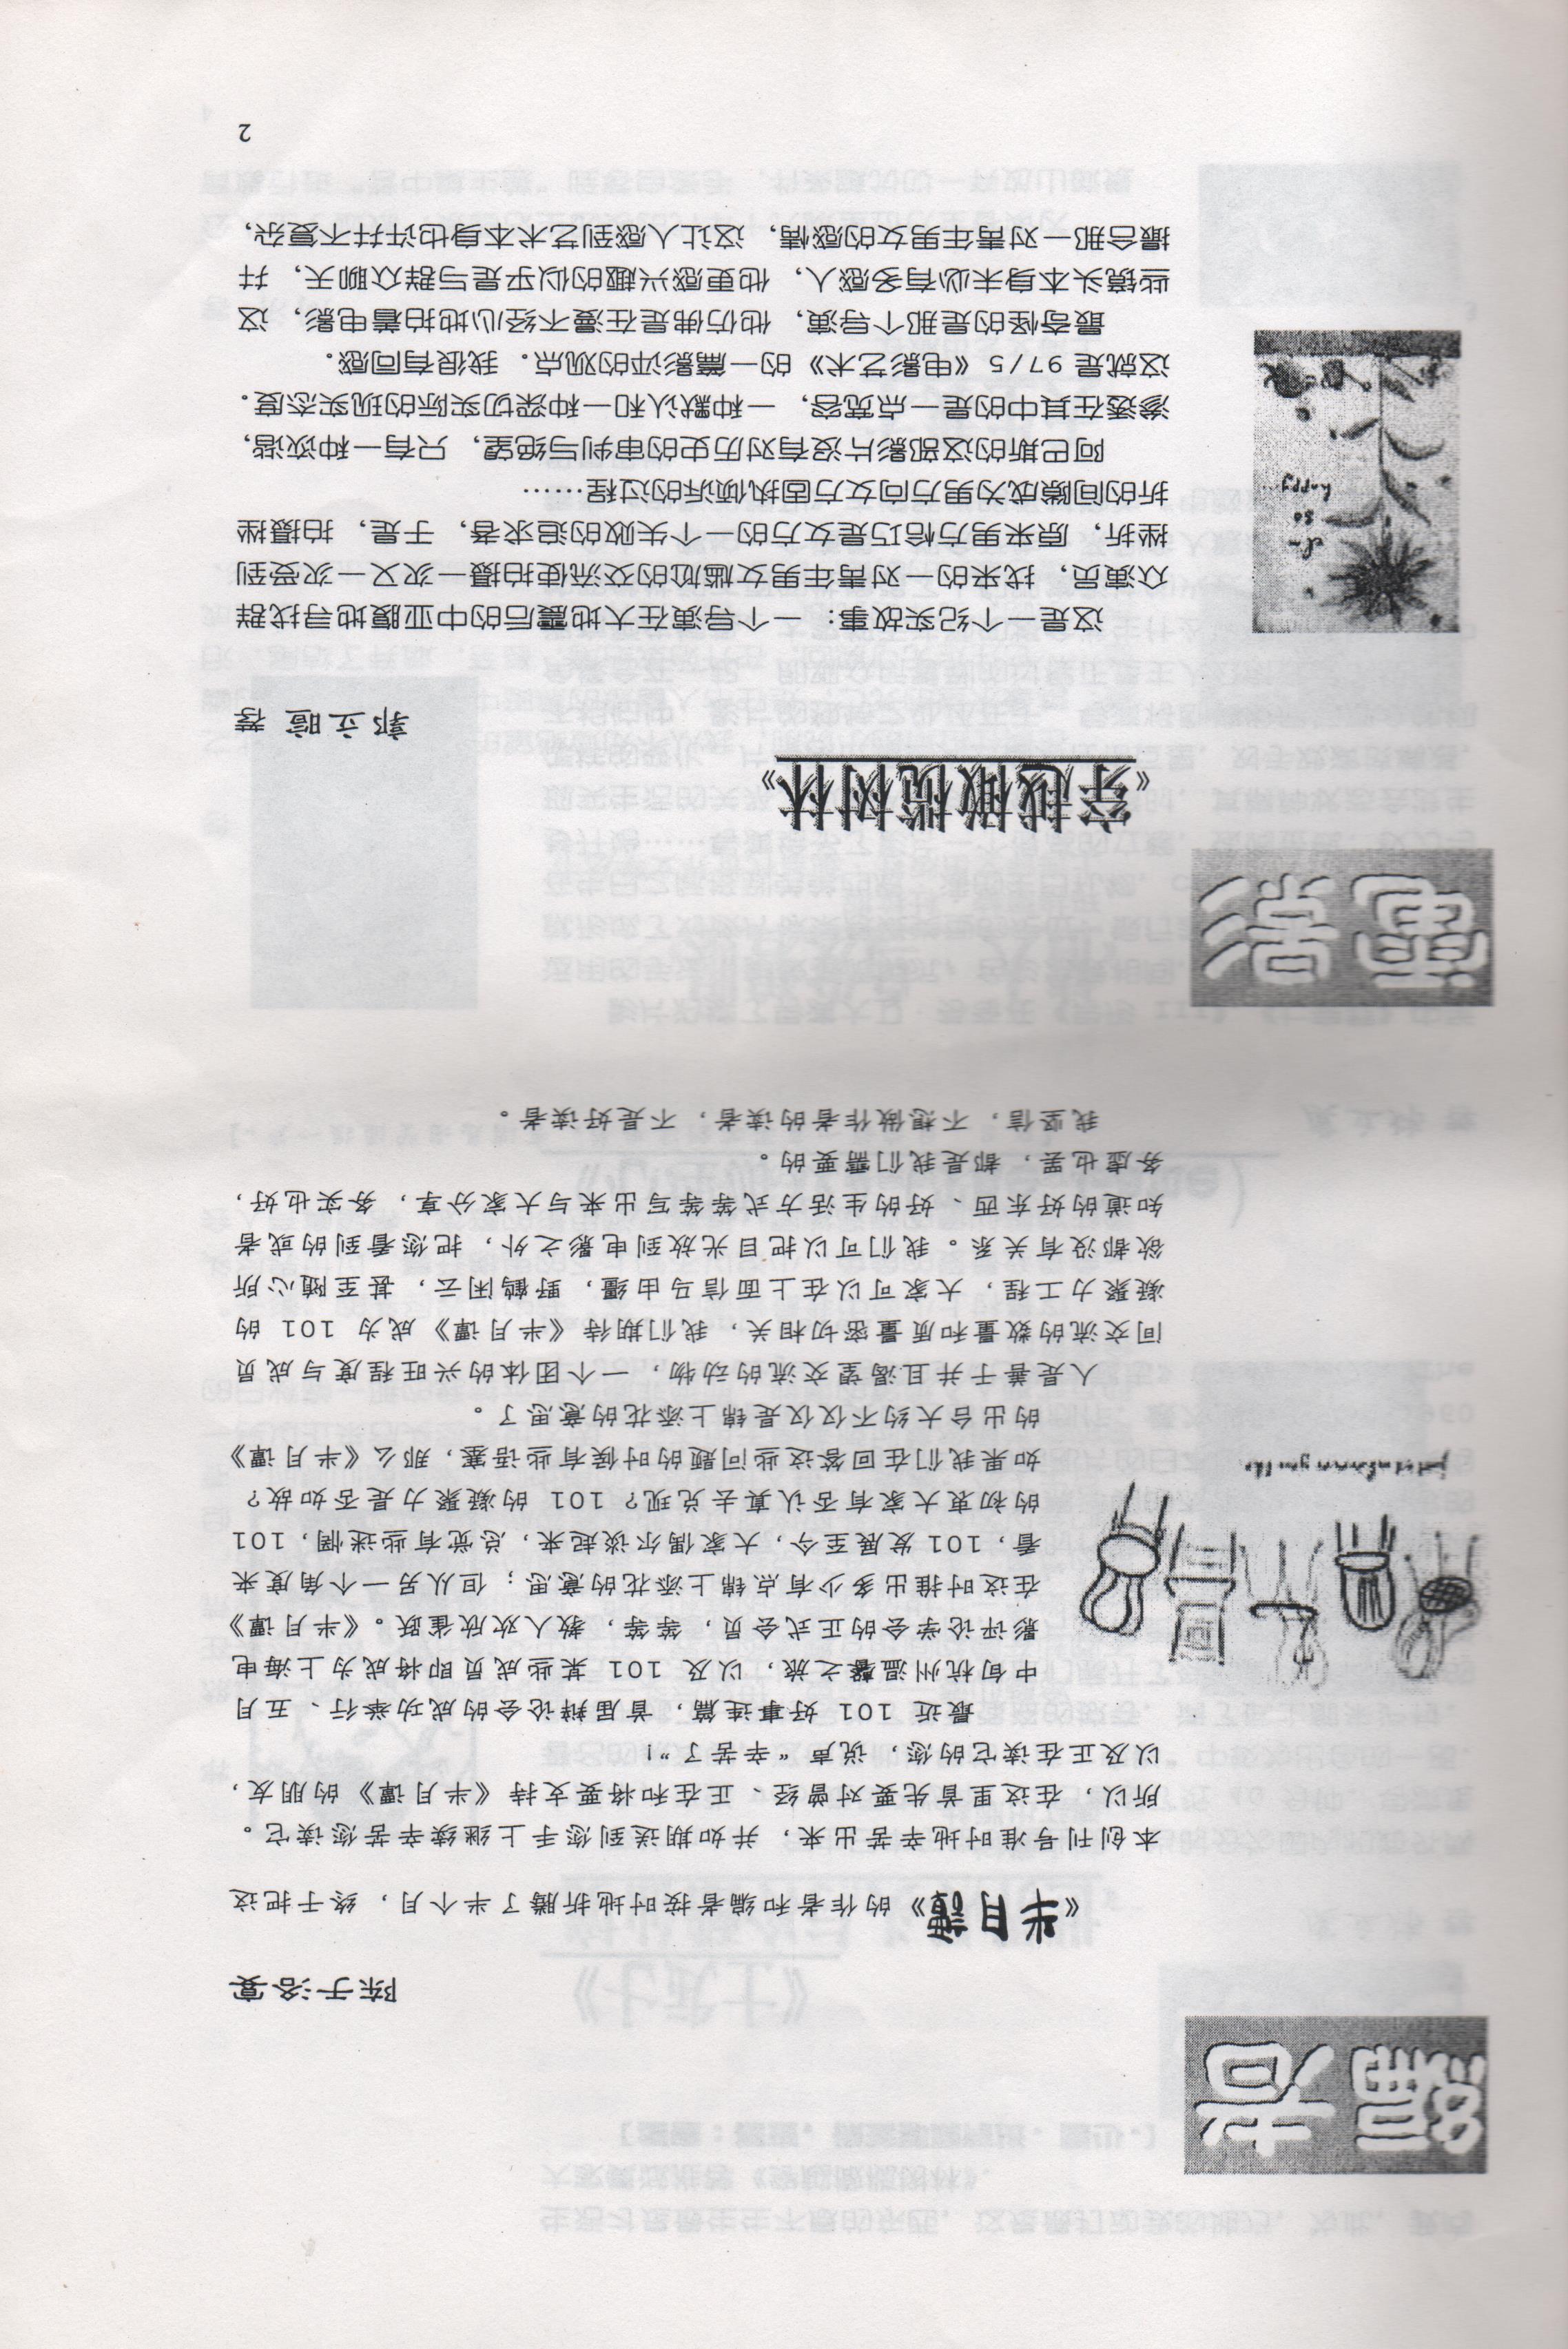 编者
陈于洛宴
《半月譚》的作者和编者按时地折腾了半个月，终于把这
本创刊号准时地辛苦出来，并如期送到您手上继续辛苦您读它。
所以，在这里首先要对曾经、正在和将要支持《半月谭》的朋友，
以及正在读它的您，说声“辛苦了”！
最近 101 好事连篇，首届辩论会的成功举行、五月
中旬杭州温馨之旅，以及 101 某些成员即将成为上海电
影评论学会的正式会员，等等，教人欢欣雀跃。《半月谭》
在这时推出多少有点锦上添花的意思；但从另一个角度来
看，101 发展至今，大家偶尔谈起来，总觉有些迷惘，101
的初衷大家有否认真去兑现？101 的凝聚力是否如故？
如果我们在回答这些问题的时候有些语塞，那么《半月谭》
的出台大约不仅仅是锦上添花的意思了。
人是善于并且渴望交流的动物，一个团体的兴旺程度与成员
间交流的数量和质量密切相关，我们期待《半月谭》成为 101 的
凝聚力工程，大家可以在上面信马由缰，野鹤闲云，甚至随心所
欲都没有关系。我们可以把目光放到电影之外，把您看到的或者
知道的好东西、好的生活方式等等写出来与大家分享，务实也好，
务虚也罢，都是我们需要的。
我坚信，不想做作者的读者，不是好读者。
電影
《穿越橄榄树林》
郭立暄 荐
I'm
so
happy...
这是一个纪实故事：一个导演在大地震后的中亚腹地寻找群
众演员，找来的一对青年男女尴尬的交流使拍摄一次又一次受到
挫折，原来男方恰巧是女方的一个失败的追求者，于是，拍摄挫
折的间隙成为男方向女方固执倾诉的过程……
阿巴斯的这部影片没有对历史的审判与绝望，只有一种诙谐，
渗透在其中的是一点宽容，一种默认和一种深切实际的现实态度。
这就是 97/5《电影艺术》的一篇影评的观点。我很有同感。
最奇怪的是那个导演，他仿佛是在漫不经心地拍着电影，这
些镜头本身未必有多感人，他更感兴趣的似乎是与群众聊天，并
撮合那一对青年男女的感情，这让人感到艺术本身也许并不复杂，
2